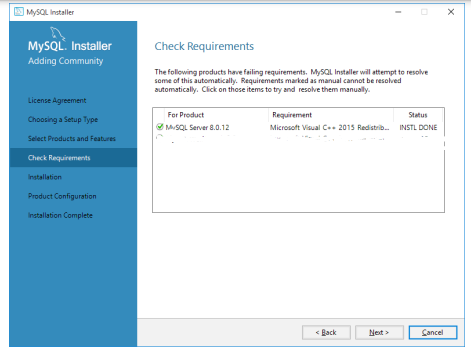 MySQL Installer
MySQL. Installer
Adding Community
License Agreement
Choosing a Setup Type
Select Products and Features
Check Requirements
Installation
Product Configuration
Installation Complete
Check Requirements
The following products have failing requirements. MySQL Installer will attempt to resolve
some of this automatically. Requirements marked as manual cannot be resolved
automatically. Click on those items to try and resolve them manually.
For Product Requirement Status
MySQL Server 8.0.12 Microsoft Visual C++ 2015 Redistrib... INSTL DONE
< Back Next > Cancel